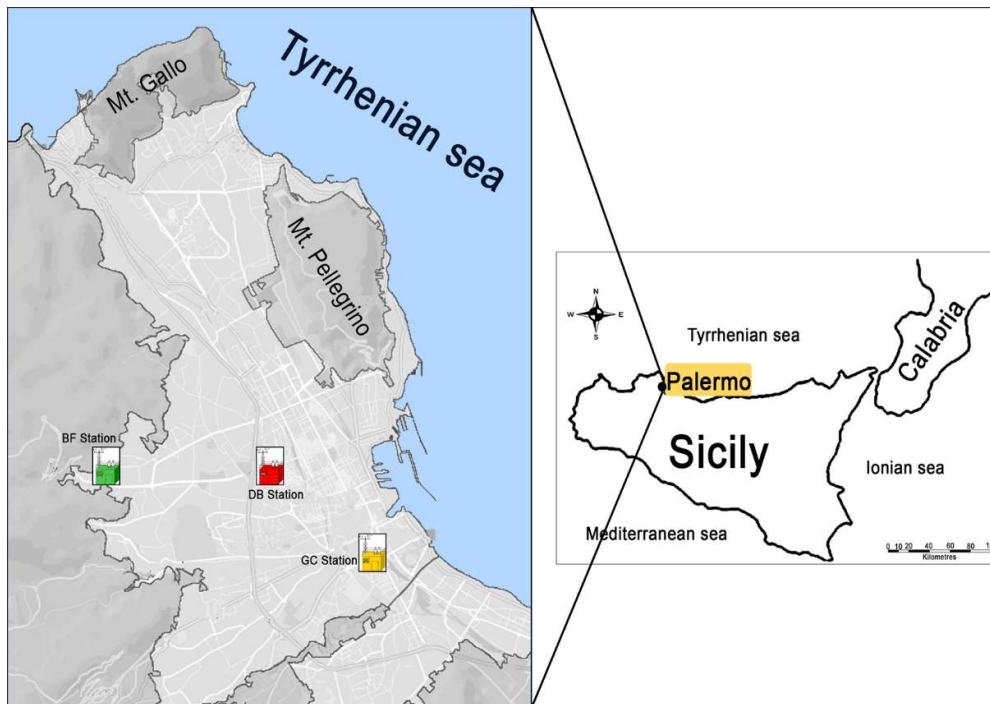 Mt. Gallo
Tyrrhenian sea
Mt. Pellegrino
BF Station
DB Station
GC Station
N
W E
S
Tyrrhenian sea
Calabria
Palermo
Sicily
Ionian sea
Mediterranean sea
0 10 20 40 60 80
Kilometres